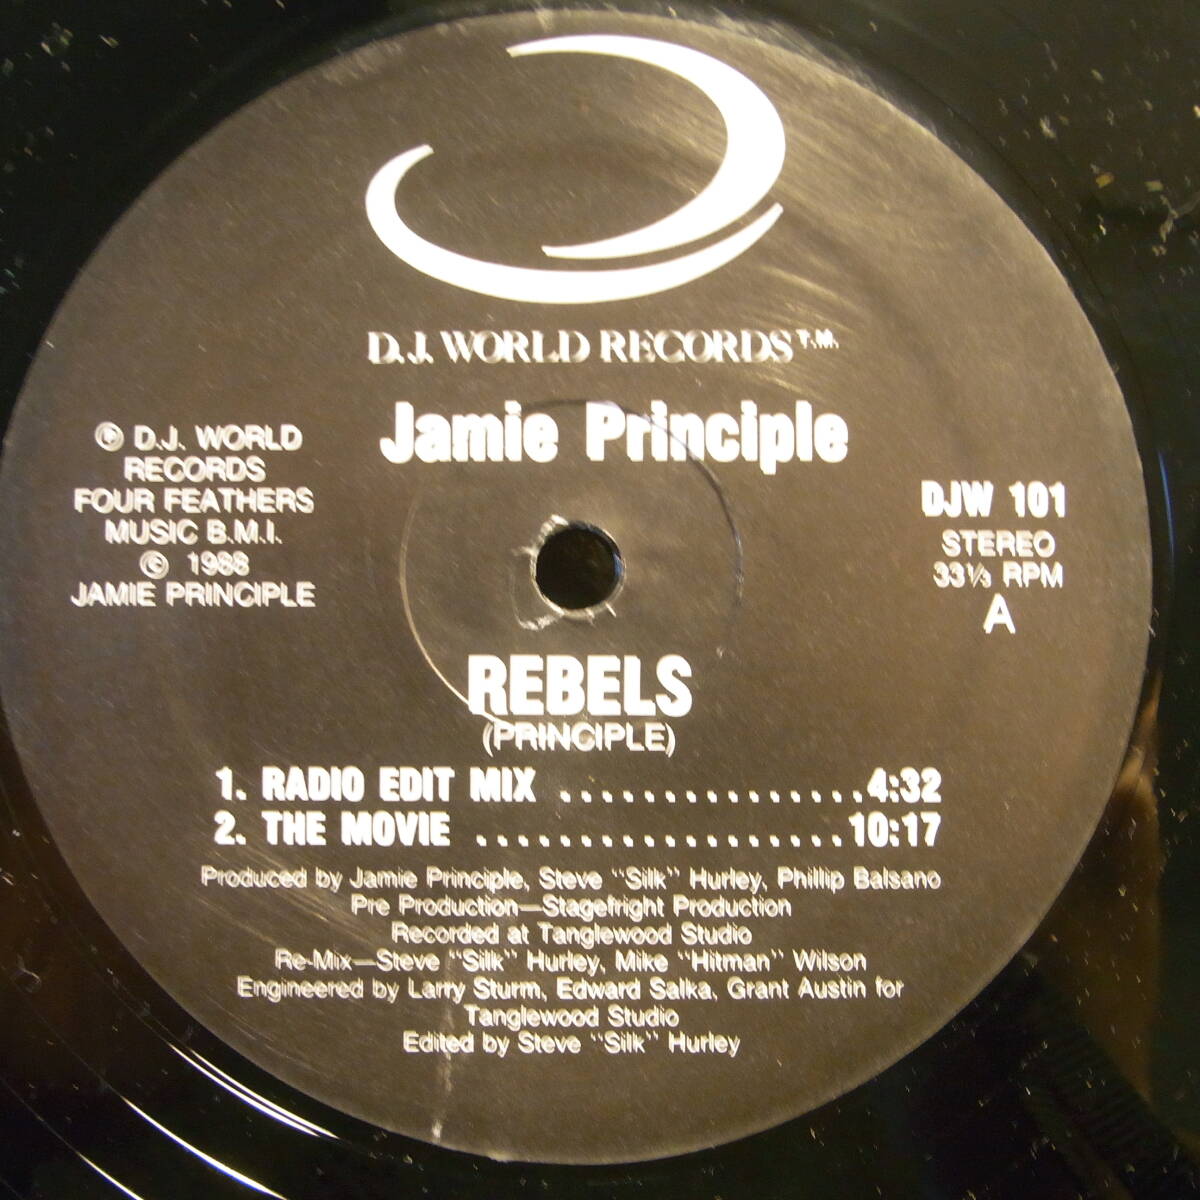 D.J. WORLD RECORDS T.M.
Jamie Principle
℗ D.J. WORLD
RECORDS
FOUR FEATHERS
MUSIC B.M.I.
© 1988
JAMIE PRINCIPLE
DJW 101
STEREO
33⅓ RPM
A
REBELS
(PRINCIPLE)
1. RADIO EDIT MIX ................4:32
2. THE MOVIE ...................10:17
Produced by Jamie Principle, Steve "Silk" Hurley, Phillip Balsano
Pre Production—Stagefright Production
Recorded at Tanglewood Studio
Re-Mix—Steve "Silk" Hurley, Mike "Hitman" Wilson
Engineered by Larry Sturm, Edward Salka, Grant Austin for
Tanglewood Studio
Edited by Steve "Silk" Hurley